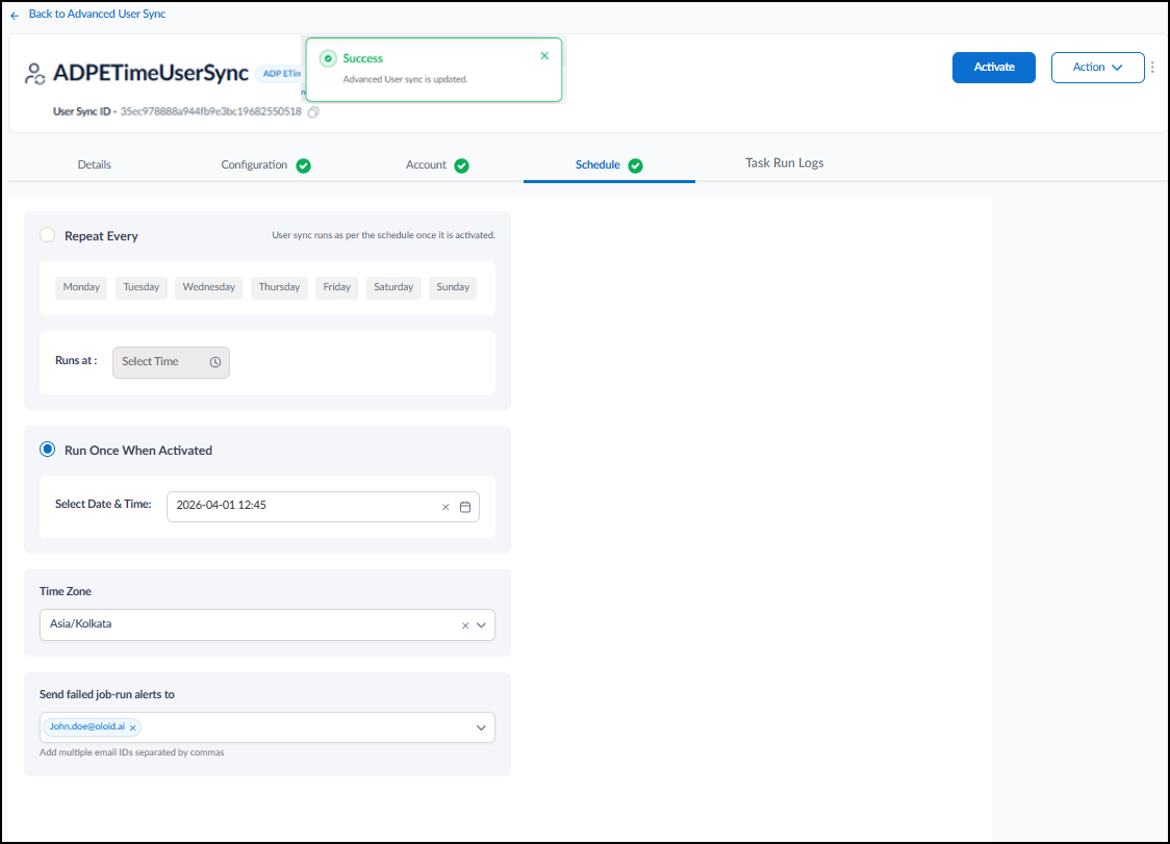 Back to Advanced User Sync
ADPETimeUserSync
ADP ETim
Success
Advanced User sync is updated.
Activate
Action
User Sync ID - 35ec978888a944fb9e3bc19682550518
Details
Configuration
Account
Schedule
Task Run Logs
Repeat Every
User sync runs as per the schedule once it is activated.
Monday Tuesday Wednesday Thursday Friday Saturday Sunday
Runs at :
Select Time
Run Once When Activated
Select Date & Time:
2026-04-01 12:45
Time Zone
Asia/Kolkata
Send failed job-run alerts to
John.doe@oloid.ai
Add multiple email IDs separated by commas